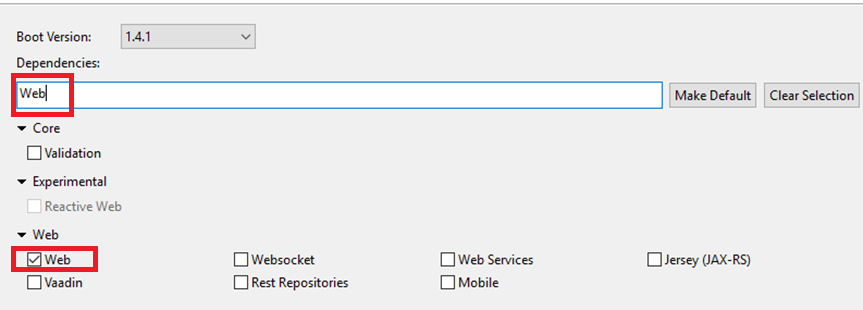 Boot Version: 1.4.1
Dependencies:
Web Make Default Clear Selection
Core
Validation
Experimental
Reactive Web
Web
Web Websocket Web Services Jersey (JAX-RS)
Vaadin Rest Repositories Mobile